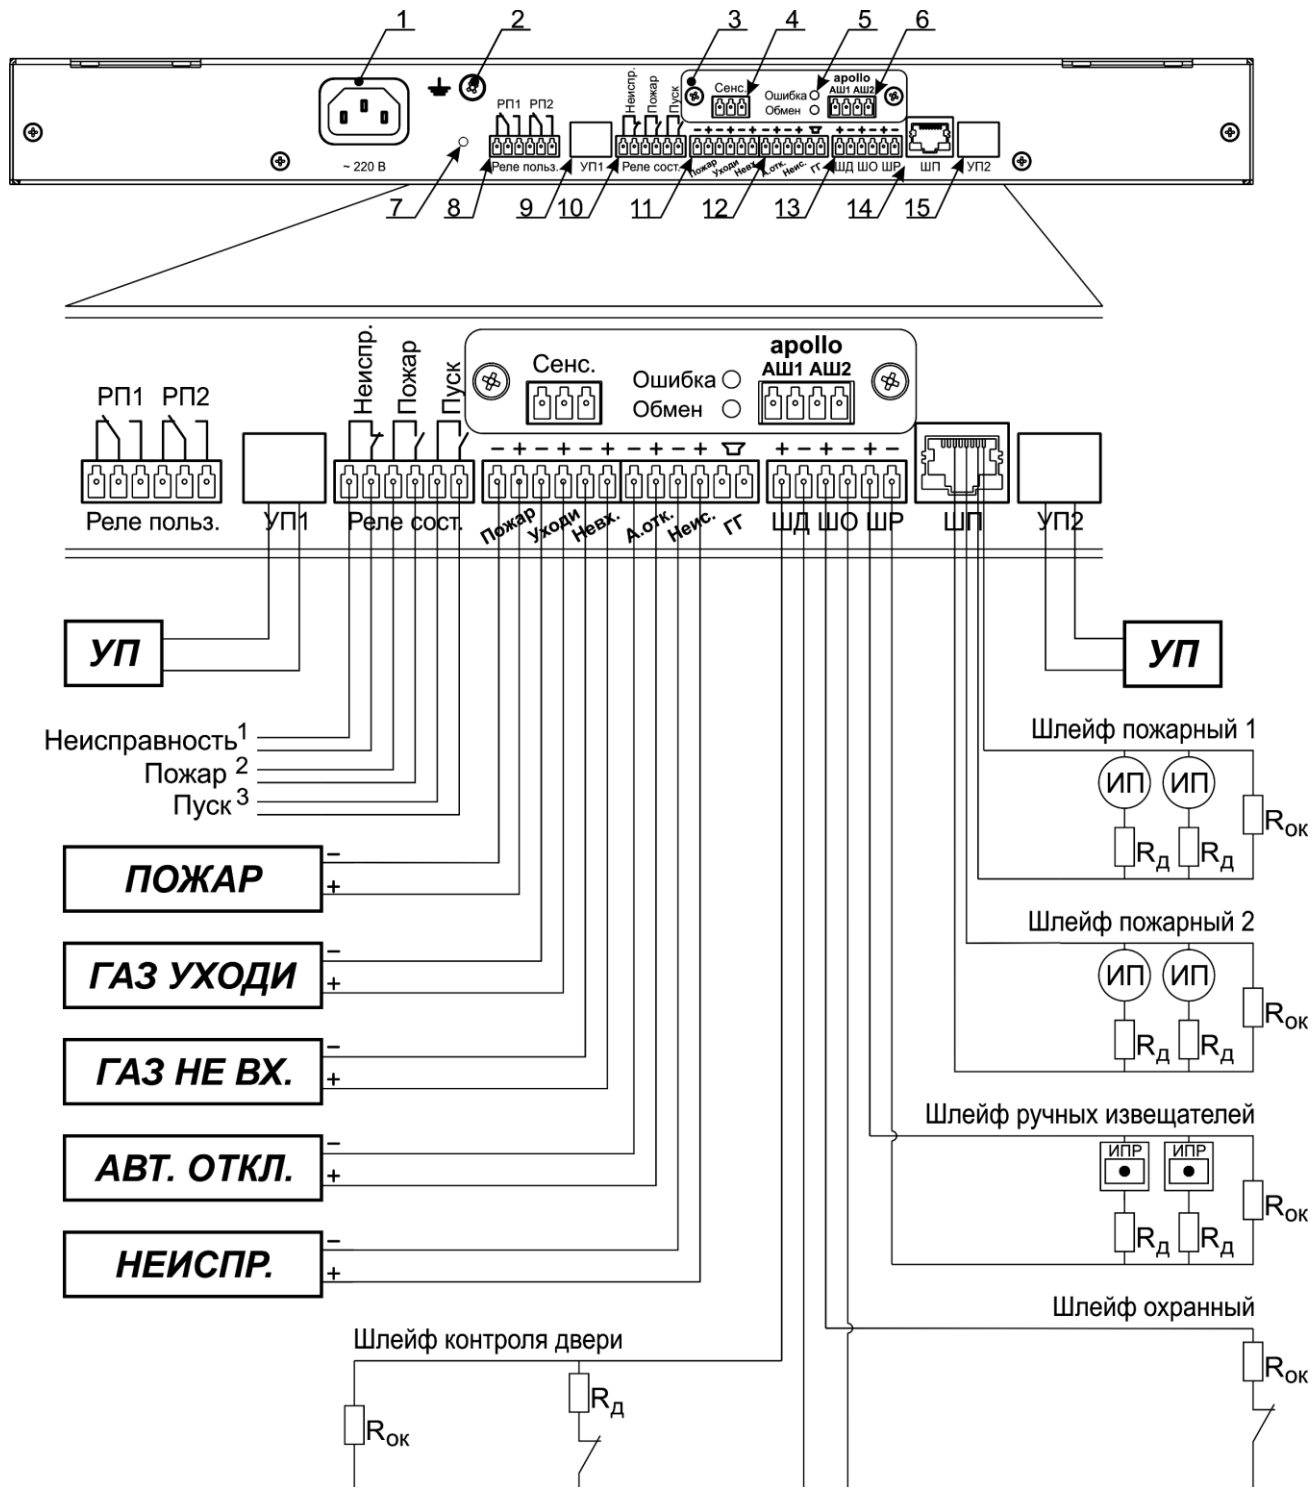 1 2 3 4 5 6
apollo
Неиспр. Пожар Пуск Сенс. Ошибка АШ1 АШ2
Обмен
РП1 РП2
- + - + - + - + - + + - + - + -
~ 220 В Реле польз. УП1 Реле сост. Пожар Уходи Невх. А.отк. Неис. ГГ ШД ШО ШР ШП УП2
7 8 9 10 11 12 13 14 15
Неиспр. Пожар Пуск
apollo
Сенс. Ошибка АШ1 АШ2
Обмен
РП1 РП2
- + - + - + - + - + + - + - + -
Реле польз. УП1 Реле сост. Пожар Уходи Невх. А.отк. Неис. ГГ ШД ШО ШР ШП УП2
УП
УП
Неисправность 1
Пожар 2
Пуск 3
Шлейф пожарный 1
ИП ИП
Rд Rд Rок
ПОЖАР - +
Шлейф пожарный 2
ИП ИП
Rд Rд Rок
ГАЗ УХОДИ - +
ГАЗ НЕ ВХ. - +
Шлейф ручных извещателей
ИПР ИПР
Rд Rд Rок
АВТ. ОТКЛ. - +
НЕИСПР. - +
Шлейф охранный
Rок
Шлейф контроля двери
Rд
Rок